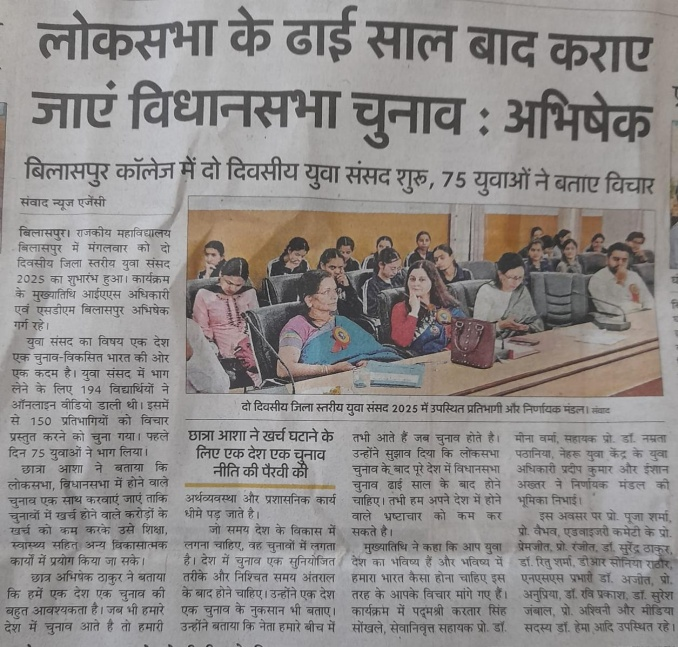 लोकसभा के ढाई साल बाद कराए
जाएं विधानसभा चुनाव : अभिषेक
बिलासपुर कॉलेज में दो दिवसीय युवा संसद शुरू, 75 युवाओं ने बताए विचार
संवाद न्यूज एजेंसी
बिलासपुर। राजकीय महाविद्यालय
बिलासपुर में मंगलवार को दो
दिवसीय जिला स्तरीय युवा संसद
2025 का शुभारंभ हुआ। कार्यक्रम
के मुख्यातिथि आईएएस अधिकारी
एवं एसडीएम बिलासपुर अभिषेक
गर्ग रहे।
युवा संसद का विषय एक देश
एक चुनाव-विकसित भारत की ओर
एक कदम है। युवा संसद में भाग
लेने के लिए 194 विद्यार्थियों ने
ऑनलाइन वीडियो डाली थी। इसमें
से 150 प्रतिभागियों को विचार
प्रस्तुत करने को चुना गया। पहले
दिन 75 युवाओं ने भाग लिया।
छात्रा आशा ने बताया कि
लोकसभा, विधानसभा में होने वाले
चुनाव एक साथ करवाएं जाएं ताकि
चुनावों में खर्च होने वाले करोड़ों के
खर्च को कम करके उसे शिक्षा,
स्वास्थ्य सहित अन्य विकासात्मक
कार्यों में प्रयोग किया जा सके।
छात्र अभिषेक ठाकुर ने बताया
कि हमें एक देश एक चुनाव की
बहुत आवश्यकता है। जब भी हमारे
देश में चुनाव आते है तो हमारी
दो दिवसीय जिला स्तरीय युवा संसद 2025 में उपस्थित प्रतिभागी और निर्णायक मंडल। संवाद
छात्रा आशा ने खर्च घटाने के
लिए एक देश एक चुनाव
नीति की पैरवी की
अर्थव्यवस्था और प्रशासनिक कार्य
धीमे पड़ जाते है।
जो समय देश के विकास में
लगना चाहिए, वह चुनावों में लगता
है। देश में चुनाव एक सुनियोजित
तरीके और निश्चित समय अंतराल
के बाद होने चाहिए। उन्होंने एक देश
एक चुनाव के नुकसान भी बताए।
उन्होंने बताया कि नेता हमारे बीच में
तभी आते हैं जब चुनाव होते है।
उन्होंने सुझाव दिया कि लोकसभा
चुनाव के बाद पूरे देश में विधानसभा
चुनाव ढाई साल के बाद होने
चाहिए। तभी हम अपने देश में होने
वाले भ्रष्टाचार को कम कर
सकते है।
मुख्यातिथि ने कहा कि आप युवा
देश का भविष्य हैं और भविष्य में
हमारा भारत कैसा होना चाहिए इस
तरह के आपके विचार मांगे गए हैं।
कार्यक्रम में पद्मश्री करतार सिंह
सोंखले, सेवानिवृत्त सहायक प्रो. डॉ.
मीना वर्मा, सहायक प्रो. डॉ. नम्रता
पठानिया, नेहरू युवा केंद्र के युवा
अधिकारी प्रदीप कुमार और ईशान
अख्तर ने निर्णायक मंडल की
भूमिका निभाई।
इस अवसर पर प्रो. पूजा शर्मा,
प्रो. वैभव, एडवाइजरी कमेटी के प्रो.
प्रेमजोत, प्रो. रंजीत, डॉ. सुरेंद्र ठाकुर,
डॉ. रितु शर्मा, डीआर सोनिया राठौर,
एनएसएस प्रभारी डॉ. अजोत, प्रो.
अनुप्रिया, डॉ. रवि प्रकाश, डॉ. सुरेश
जंबाल, प्रो. अश्विनी और मीडिया
सदस्य डॉ. हेमा आदि उपस्थित रहे।